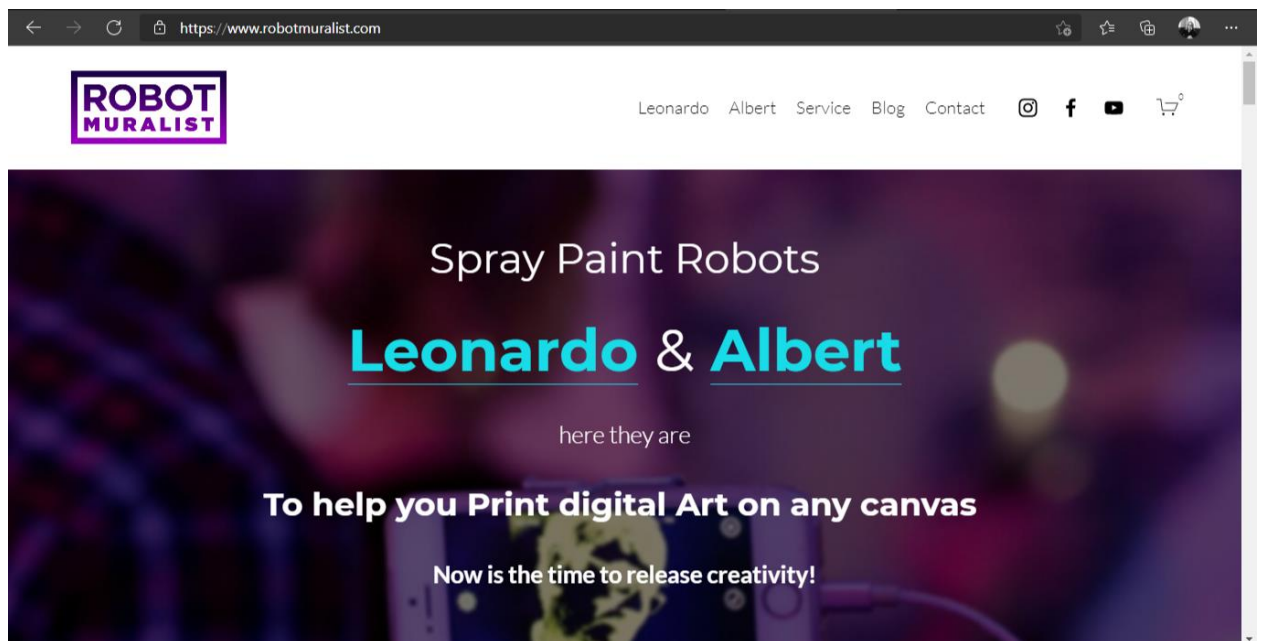 https://www.robotmuralist.com
ROBOT
MURALIST
Leonardo Albert Service Blog Contact
0
Spray Paint Robots
Leonardo & Albert
here they are
To help you Print digital Art on any canvas
Now is the time to release creativity!